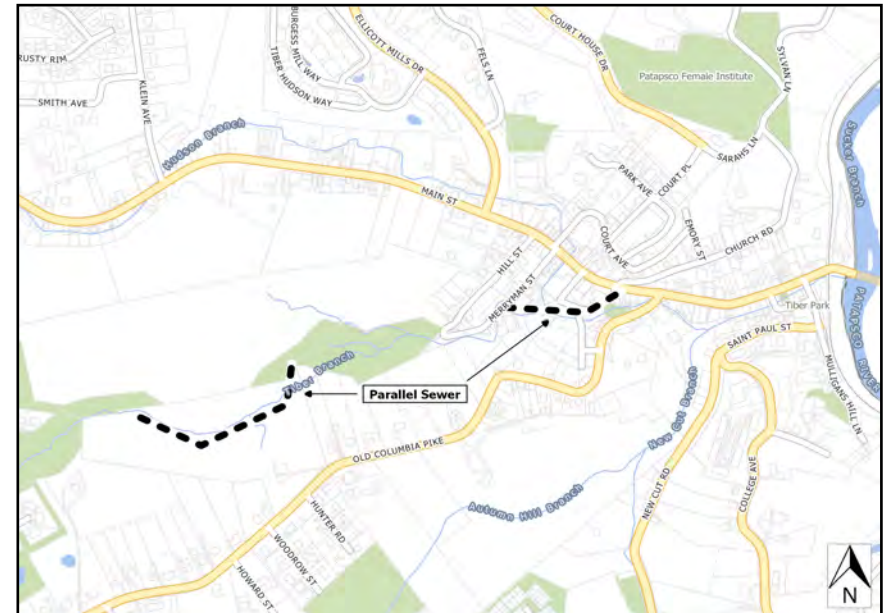 BURGESS MILL WAY
TIBER HUDSON WAY
ELLICOTT MILLS DR
FELS LN
COURT HOUSE DR
SYLVAN LN
RUSTY RIM
KLEIN AVE
SMITH AVE
Patapsco Female Institute
Hudson Branch
SARAHS LN
Sucker Branch
PARK AVE
COURT PL
MAIN ST
EMORY ST
CHURCH RD
COURT AVE
HILL ST
MERRYMAN ST
Tiber Park
PATAPSCO RIVER
SAINT PAUL ST
MULLIGANS HILL LN
Tiber Branch
Parallel Sewer
New Cut Branch
OLD COLUMBIA PIKE
COLLEGE AVE
NEW CUT RD
Autumn Hill Branch
HUNTER RD
WOODROW ST
HOWARD ST
N